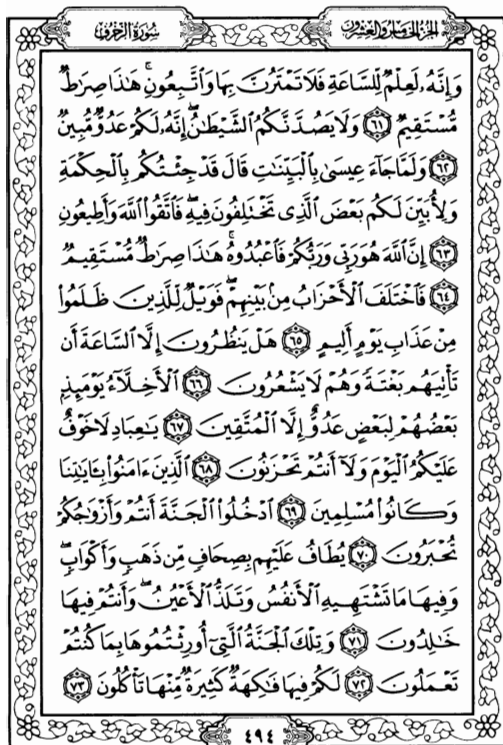 الجزء الخامس والعشرون
سورة الزخرف
وَإِنَّهُۥ لَعِلْمٌ لِّلسَّاعَةِ فَلَا تَمْتَرُنَّ بِهَا وَٱتَّبِعُونِ ۚ هَٰذَا صِرَٰطٌ
مُّسْتَقِيمٌ ٦١ وَلَا يَصُدَّنَّكُمُ ٱلشَّيْطَٰنُ ۖ إِنَّهُۥ لَكُمْ عَدُوٌّ مُّبِينٌ
٦٢ وَلَمَّا جَآءَ عِيسَىٰ بِٱلْبَيِّنَٰتِ قَالَ قَدْ جِئْتُكُم بِٱلْحِكْمَةِ
وَلِأُبَيِّنَ لَكُم بَعْضَ ٱلَّذِى تَخْتَلِفُونَ فِيهِ ۖ فَٱتَّقُوا۟ ٱللَّهَ وَأَطِيعُونِ
٦٣ إِنَّ ٱللَّهَ هُوَ رَبِّى وَرَبُّكُمْ فَٱعْبُدُوهُ ۚ هَٰذَا صِرَٰطٌ مُّسْتَقِيمٌ
٦٤ فَٱخْتَلَفَ ٱلْأَحْزَابُ مِنۢ بَيْنِهِمْ ۖ فَوَيْلٌ لِّلَّذِينَ ظَلَمُوا۟
مِنْ عَذَابِ يَوْمٍ أَلِيمٍ ٦٥ هَلْ يَنظُرُونَ إِلَّا ٱلسَّاعَةَ أَن
تَأْتِيَهُم بَغْتَةً وَهُمْ لَا يَشْعُرُونَ ٦٦ ٱلْأَخِلَّآءُ يَوْمَئِذٍۭ
بَعْضُهُمْ لِبَعْضٍ عَدُوٌّ إِلَّا ٱلْمُتَّقِينَ ٦٧ يَٰعِبَادِ لَا خَوْفٌ
عَلَيْكُمُ ٱلْيَوْمَ وَلَآ أَنتُمْ تَحْزَنُونَ ٦٨ ٱلَّذِينَ ءَامَنُوا۟ بِـَٔايَٰتِنَا
وَكَانُوا۟ مُسْلِمِينَ ٦٩ ٱدْخُلُوا۟ ٱلْجَنَّةَ أَنتُمْ وَأَزْوَٰجُكُمْ
تُحْبَرُونَ ٧٠ يُطَافُ عَلَيْهِم بِصِحَافٍ مِّن ذَهَبٍ وَأَكْوَابٍ ۖ
وَفِيهَا مَا تَشْتَهِيهِ ٱلْأَنفُسُ وَتَلَذُّ ٱلْأَعْيُنُ ۖ وَأَنتُمْ فِيهَا
خَٰلِدُونَ ٧١ وَتِلْكَ ٱلْجَنَّةُ ٱلَّتِىٓ أُورِثْتُمُوهَا بِمَا كُنتُمْ
تَعْمَلُونَ ٧٢ لَكُمْ فِيهَا فَٰكِهَةٌ كَثِيرَةٌ مِّنْهَا تَأْكُلُونَ ٧٣
٤٩٤